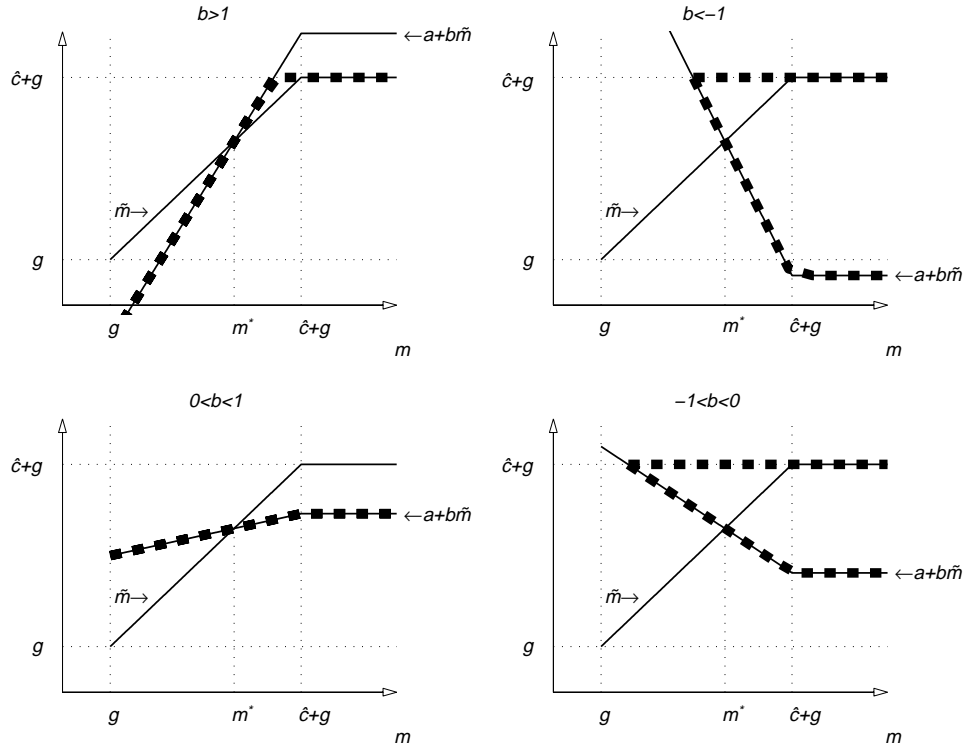 b>1
←a+bm̃
ĉ+g
m̃→
g
g m* ĉ+g
m
b<−1
ĉ+g
m̃→
g
←a+bm̃
g m* ĉ+g
m
0<b<1
ĉ+g
←a+bm̃
m̃→
g
g m* ĉ+g
m
−1<b<0
ĉ+g
←a+bm̃
m̃→
g
g m* ĉ+g
m